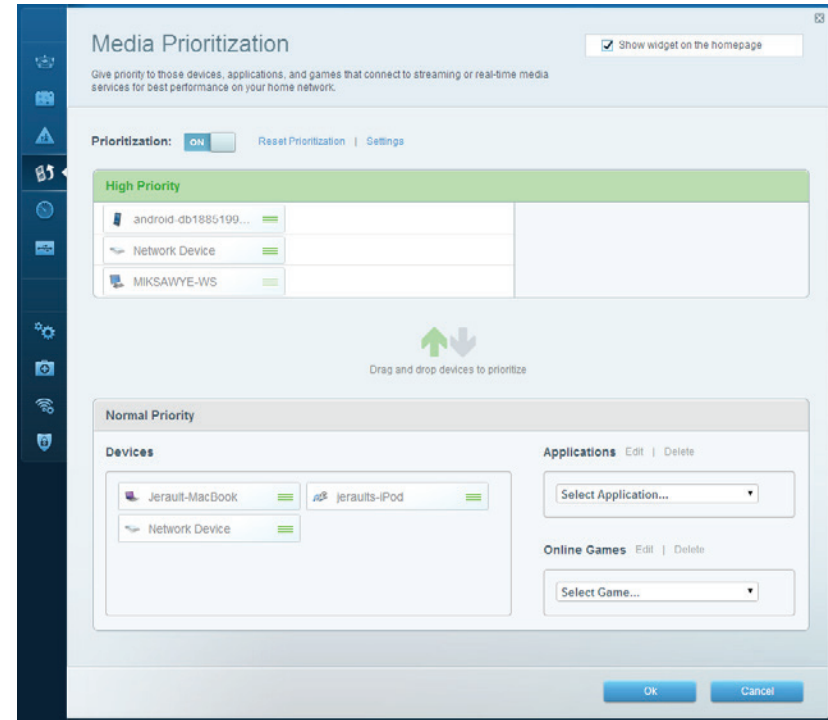 Media Prioritization
Show widget on the homepage
Give priority to those devices, applications, and games that connect to streaming or real-time media
services for best performance on your home network.
Prioritization: ON Reset Prioritization | Settings
High Priority
android-db1885199...
Network Device
MIKSAWYE-WS
Drag and drop devices to prioritize
Normal Priority
Devices
Jerault-MacBook
jeraults-iPod
Network Device
Applications Edit | Delete
Select Application...
Online Games Edit | Delete
Select Game...
Ok Cancel